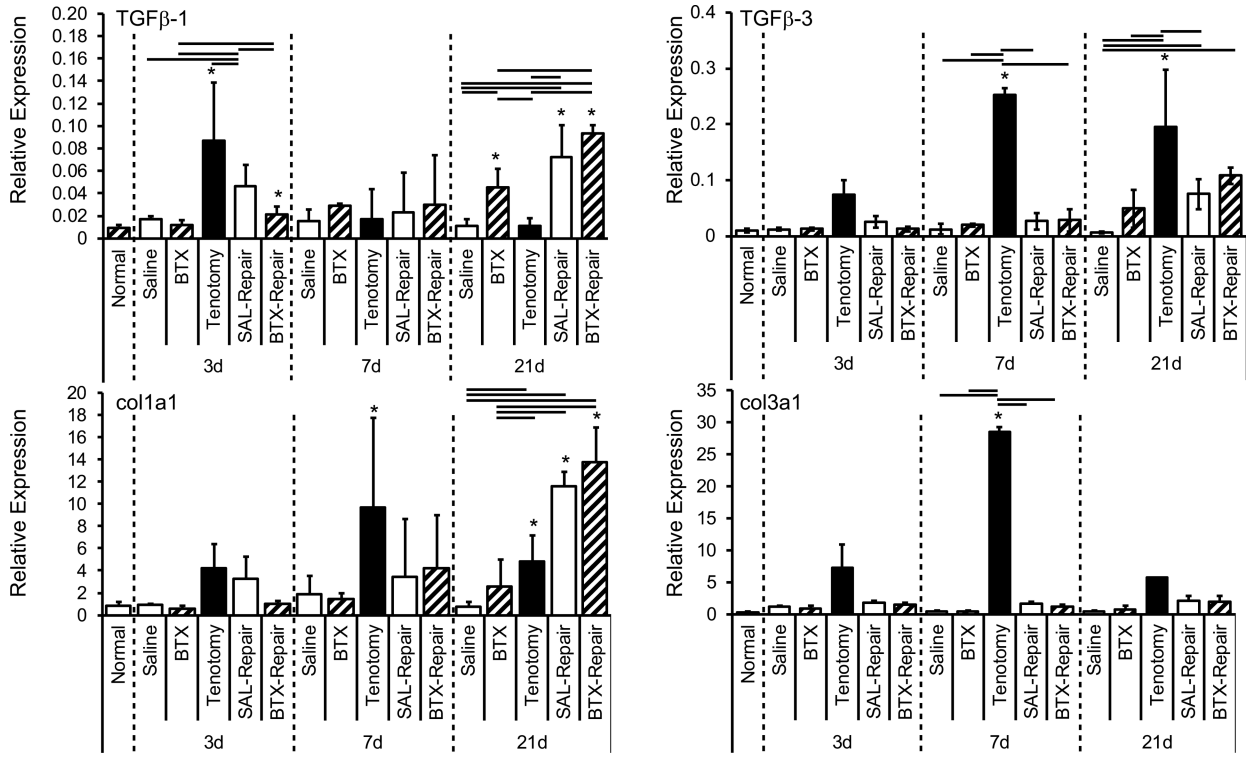 TGFβ-1
Relative Expression
0.20
0.18
0.16
0.14
0.12
0.10
0.08
0.06
0.04
0.02
0
* * * * *
Normal
Saline
BTX
Tenotomy
SAL-Repair
BTX-Repair
Saline
BTX
Tenotomy
SAL-Repair
BTX-Repair
Saline
BTX
Tenotomy
SAL-Repair
BTX-Repair
3d 7d 21d
TGFβ-3
Relative Expression
0.4
0.3
0.2
0.1
0
* *
Normal
Saline
BTX
Tenotomy
SAL-Repair
BTX-Repair
Saline
BTX
Tenotomy
SAL-Repair
BTX-Repair
Saline
BTX
Tenotomy
SAL-Repair
BTX-Repair
3d 7d 21d
col1a1
Relative Expression
20
18
16
14
12
10
8
6
4
2
0
* * * *
Normal
Saline
BTX
Tenotomy
SAL-Repair
BTX-Repair
Saline
BTX
Tenotomy
SAL-Repair
BTX-Repair
Saline
BTX
Tenotomy
SAL-Repair
BTX-Repair
3d 7d 21d
col3a1
Relative Expression
35
30
25
20
15
10
5
0
*
Normal
Saline
BTX
Tenotomy
SAL-Repair
BTX-Repair
Saline
BTX
Tenotomy
SAL-Repair
BTX-Repair
Saline
BTX
Tenotomy
SAL-Repair
BTX-Repair
3d 7d 21d